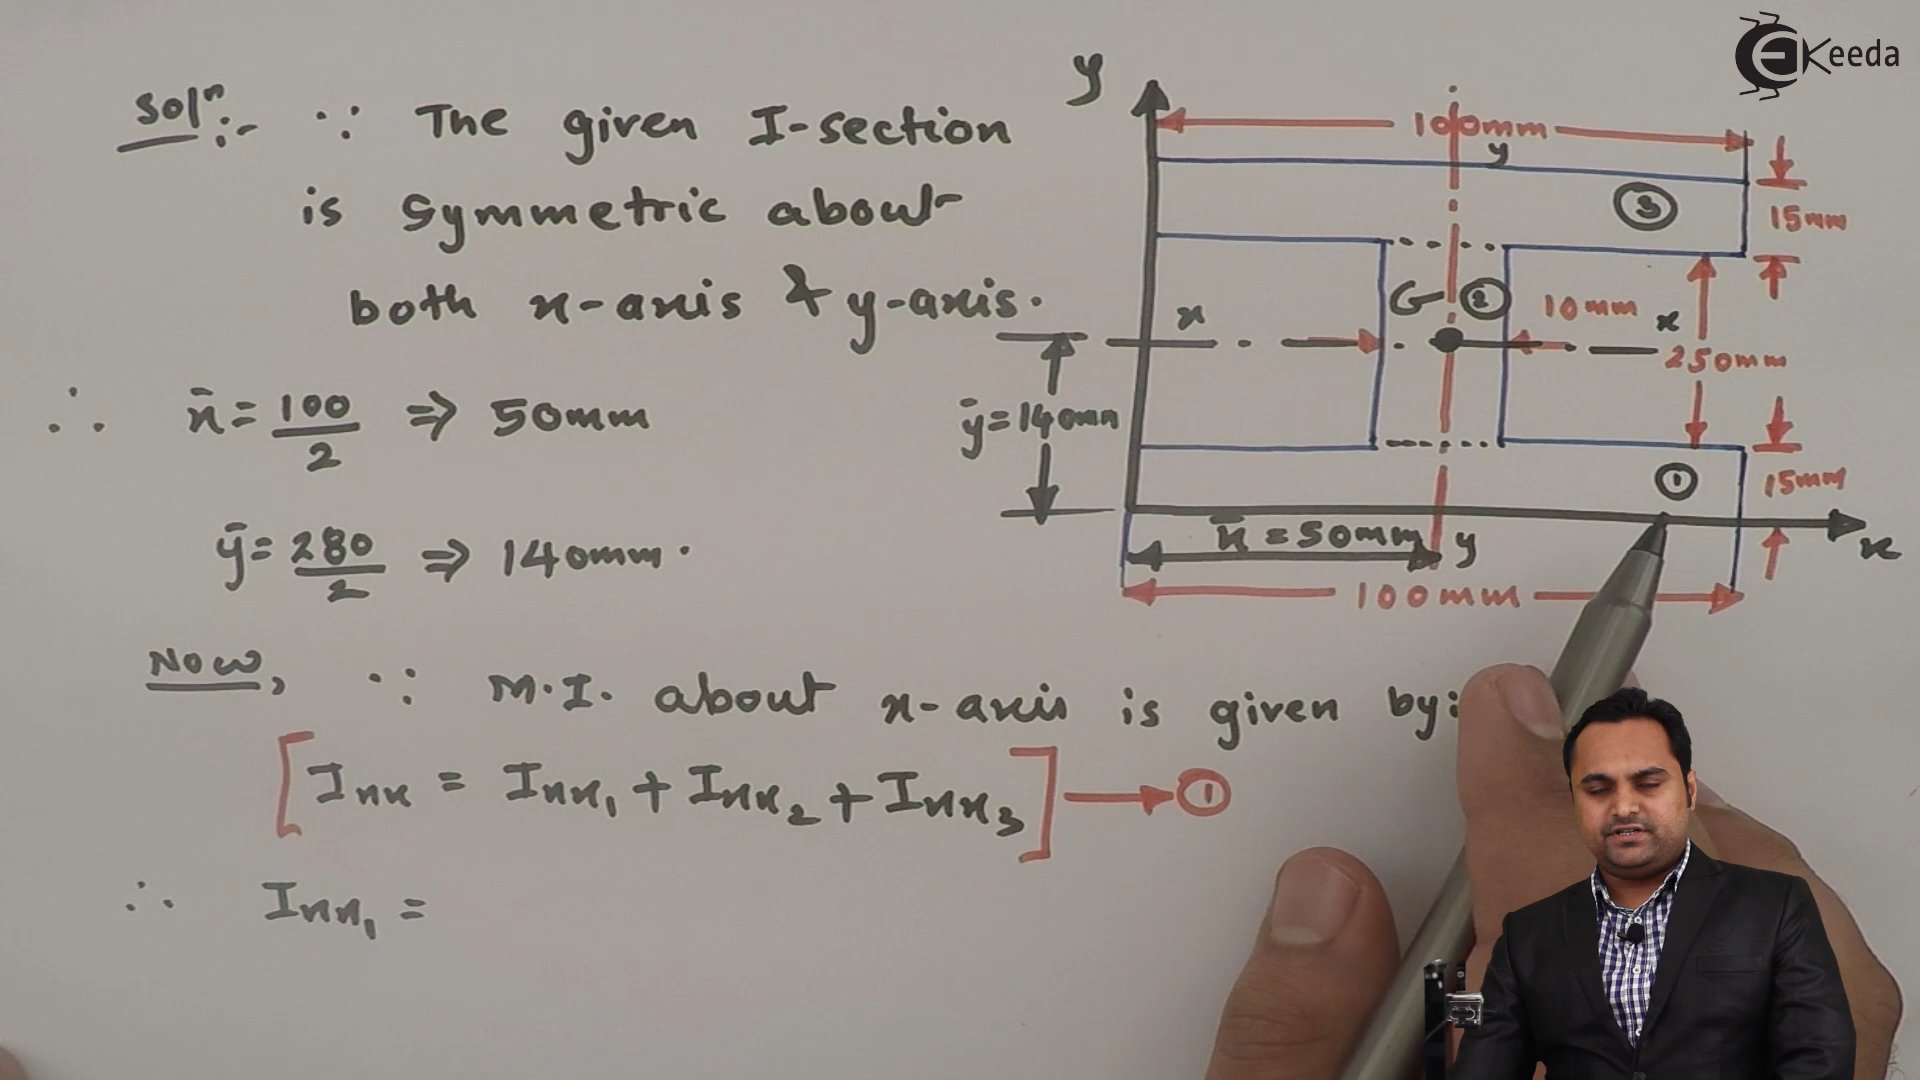 Solⁿ:- ∵ The given I-section
is symmetric about
both x-axis & y-axis.
∴ x̄ = 100/2 ⇒ 50mm
ȳ = 280/2 ⇒ 140mm.
Now, ∵ M.I. about x-axis is given by:
[Ixx = Ixx₁ + Ixx₂ + Ixx₃] → ①
∴ Ixx₁ =
EKeeda
y
100mm
y
③
15mm
G ② 10mm
x x
250mm
ȳ=140mm
①
15mm
x̄ = 50mm y
x
100mm